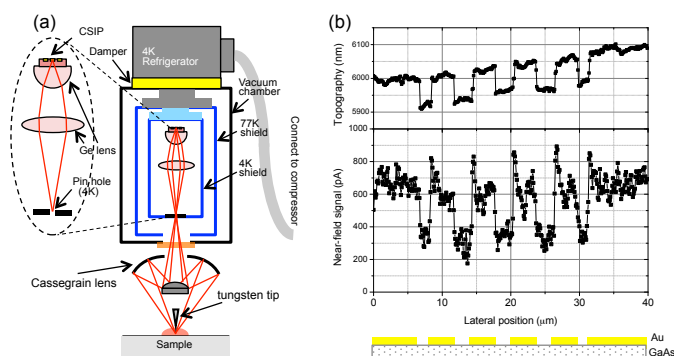 (a)
CSIP
Damper
4K
Refrigerator
Vacuum
chamber
77K
shield
4K
shield
Ge lens
Pin hole
(4K)
Connect to compressor
Cassegrain lens
tungsten tip
Sample
(b)
Topography (nm)
6100
6000
5900
1000
Near-field signal (pA)
800
600
400
200
0
0 10 20 30 40
Lateral position (μm)
Au
GaAs